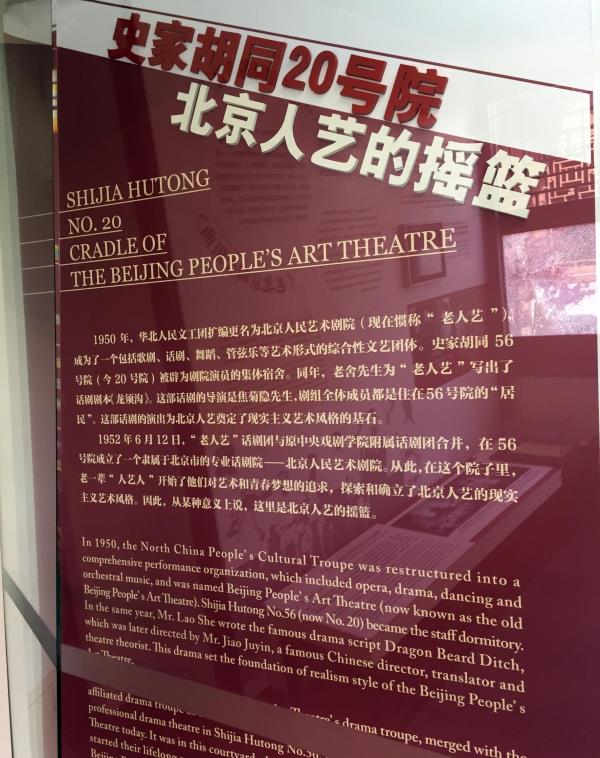 史家胡同20号院
北京人艺的摇篮
SHIJIA HUTONG
NO. 20
CRADLE OF
THE BEIJING PEOPLE'S ART THEATRE
1950 年，华北人民文工团扩编更名为北京人民艺术剧院（现在惯称“老人艺”），
成为了一个包括歌剧、话剧、舞蹈、管弦乐等艺术形式的综合性文艺团体。史家胡同 56
号院（今 20 号院）被辟为剧院演员的集体宿舍。同年，老舍先生为“老人艺”写出了
话剧剧本《龙须沟》。这部话剧的导演是焦菊隐先生，剧组全体成员都是住在56号院的“居
民”。这部话剧的演出为北京人艺奠定了现实主义艺术风格的基石。
1952 年 6 月 12 日，“老人艺”话剧团与原中央戏剧学院附属话剧团合并，在 56
号院成立了一个隶属于北京市的专业话剧院——北京人民艺术剧院。从此，在这个院子里，
老一辈“人艺人”开始了他们对艺术和青春梦想的追求，探索和确立了北京人艺的现实
主义艺术风格。因此，从某种意义上说，这里是北京人艺的摇篮。
In 1950, the North China People's Cultural Troupe was restructured into a
comprehensive performance organization, which included opera, drama, dancing and
orchestral music, and was named Beijing People's Art Theatre (now known as the old
Beijing People's Art Theatre). Shijia Hutong No.56 (now No. 20) became the staff dormitory.
In the same year, Mr. Lao She wrote the famous drama script Dragon Beard Ditch,
which was later directed by Mr. Jiao Juyin, a famous Chinese director, translator and
theatre theorist. This drama set the foundation of realism style of the Beijing People's
Art Theatre.
Theatre's drama troupe, merged with the
affiliated drama troupe
professional drama theatre in Shijia Hutong No.56
Theatre today. It was in this courtyard
started their lifelong
Beijing